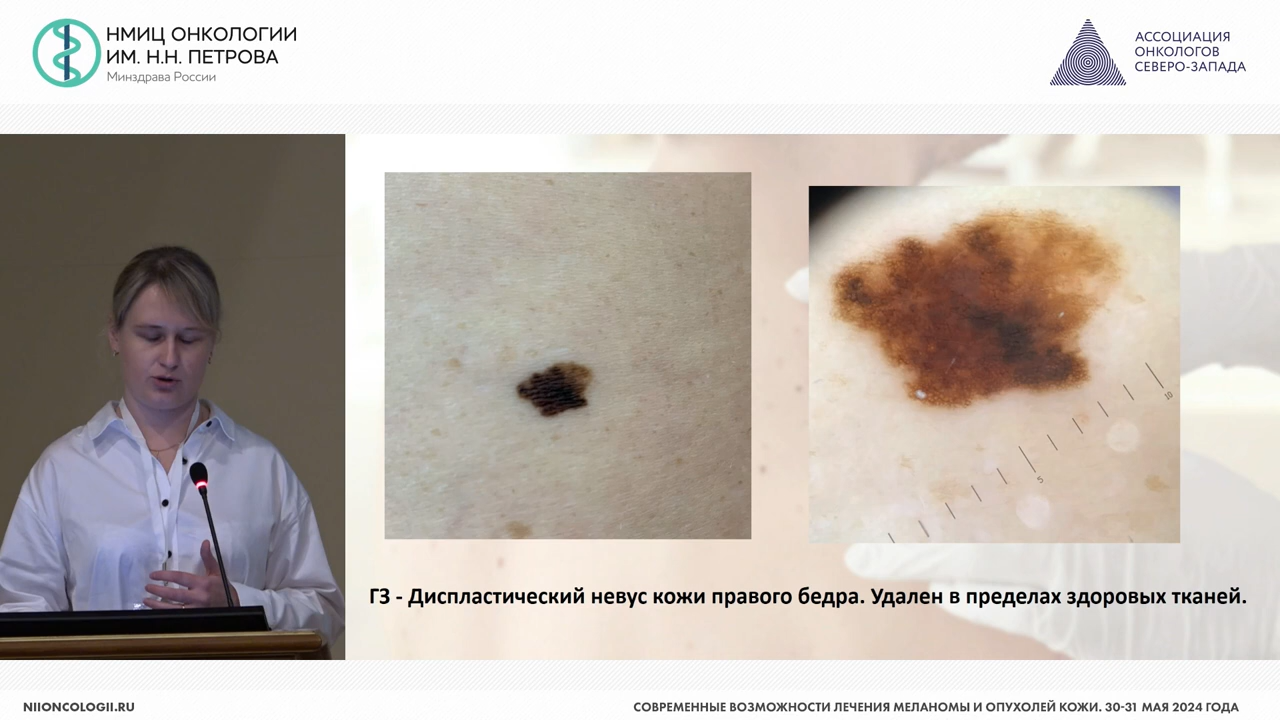 НМИЦ ОНКОЛОГИИ
ИМ. Н.Н. ПЕТРОВА
Минздрава России
АССОЦИАЦИЯ
ОНКОЛОГОВ
СЕВЕРО-ЗАПАДА
10
5
ГЗ - Диспластический невус кожи правого бедра. Удален в пределах здоровых тканей.
NIIONCOLOGII.RU
СОВРЕМЕННЫЕ ВОЗМОЖНОСТИ ЛЕЧЕНИЯ МЕЛАНОМЫ И ОПУХОЛЕЙ КОЖИ. 30-31 МАЯ 2024 ГОДА